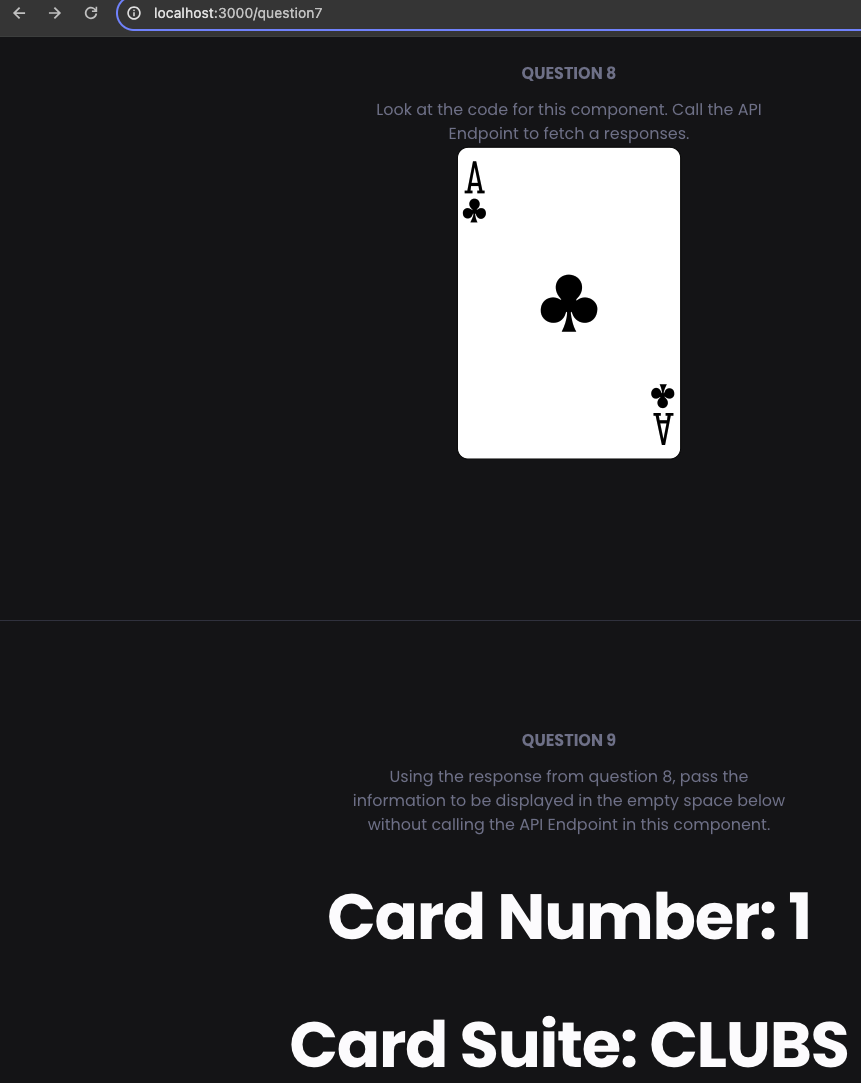 localhost:3000/question7
QUESTION 8
Look at the code for this component. Call the API
Endpoint to fetch a responses.
A
A
QUESTION 9
Using the response from question 8, pass the
information to be displayed in the empty space below
without calling the API Endpoint in this component.
Card Number: 1
Card Suite: CLUBS